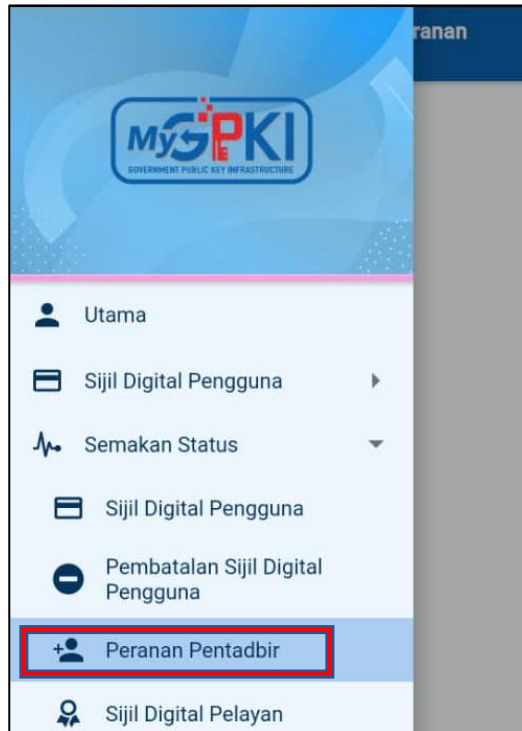 ranan
MyGPKI
GOVERNMENT PUBLIC KEY INFRASTRUCTURE
Utama
Sijil Digital Pengguna
Semakan Status
Sijil Digital Pengguna
Pembatalan Sijil Digital
Pengguna
Peranan Pentadbir
Sijil Digital Pelayan